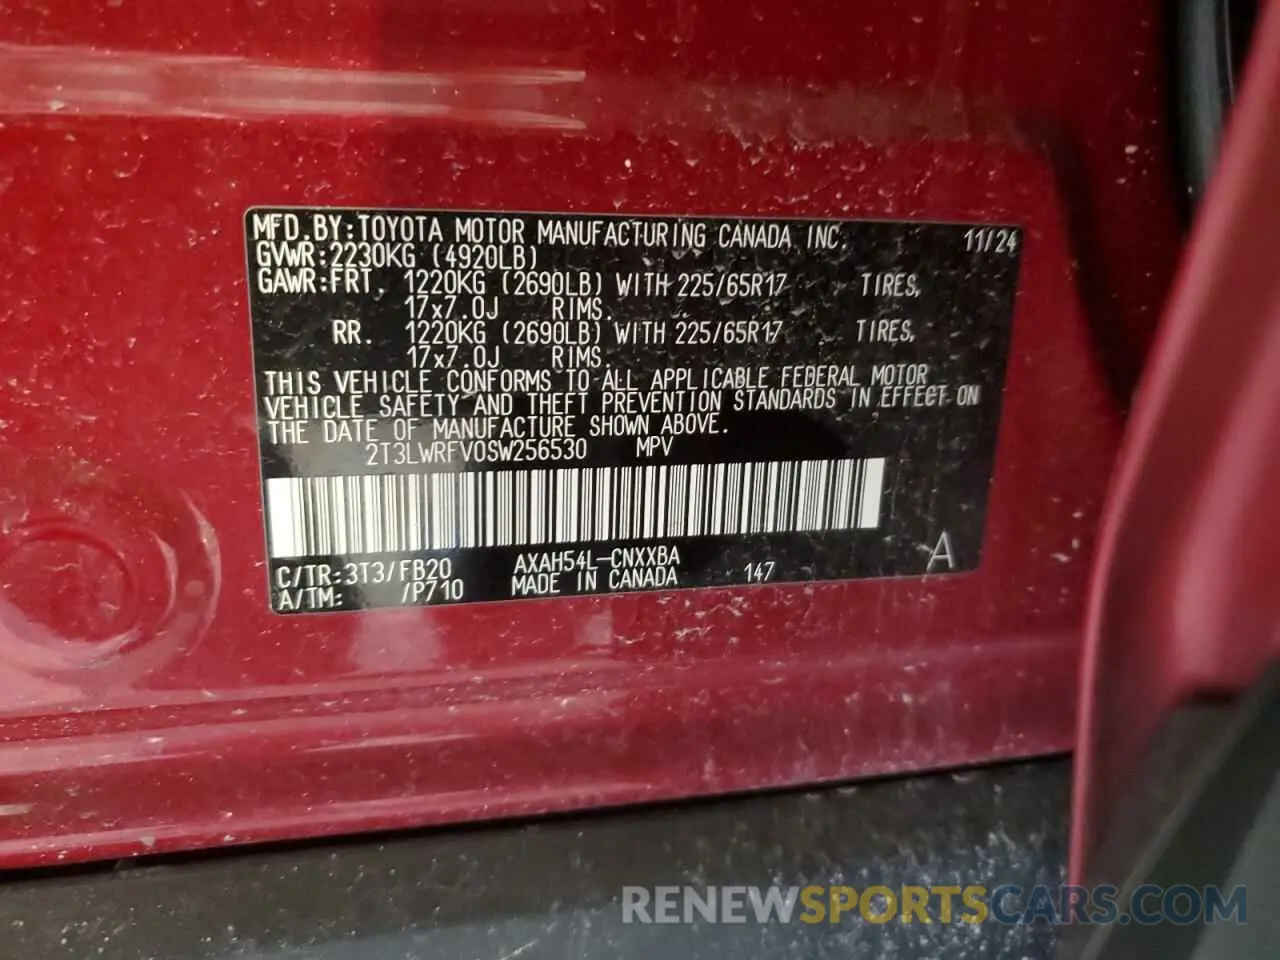 MFD.BY:TOYOTA MOTOR MANUFACTURING CANADA INC. 11/24
GVWR:2230KG (4920LB)
GAWR:FRT. 1220KG (2690LB) WITH 225/65R17 TIRES,
17x7.0J RIMS.
RR. 1220KG (2690LB) WITH 225/65R17 TIRES,
17x7.0J RIMS.
THIS VEHICLE CONFORMS TO ALL APPLICABLE FEDERAL MOTOR
VEHICLE SAFETY AND THEFT PREVENTION STANDARDS IN EFFECT ON
THE DATE OF MANUFACTURE SHOWN ABOVE.
2T3LWRFV0SW256530 MPV
C/TR:3T3/FB20 AXAH54L-CNXXBA
A/TM: /P710 MADE IN CANADA 147 A
RENEWSPORTSCARS.COM